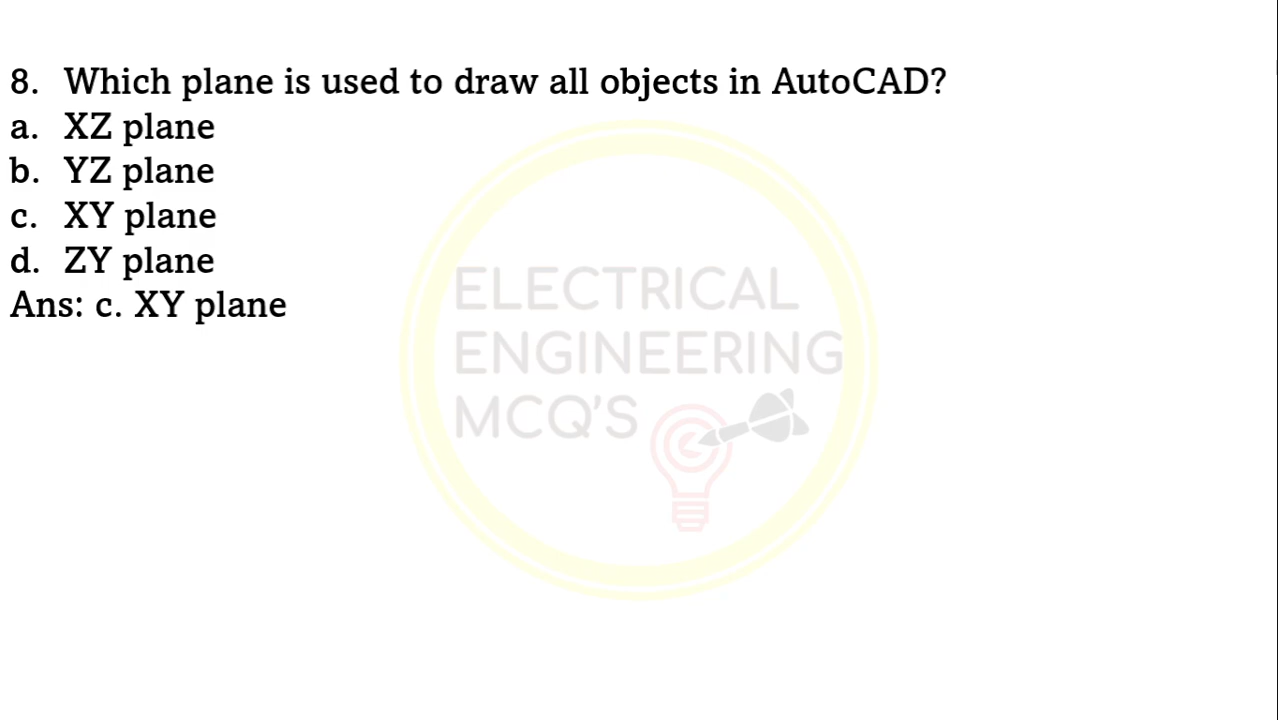 8. Which plane is used to draw all objects in AutoCAD?
a. XZ plane
b. YZ plane
c. XY plane
d. ZY plane
Ans: c. XY plane
ELECTRICAL
ENGINEERING
MCQ'S